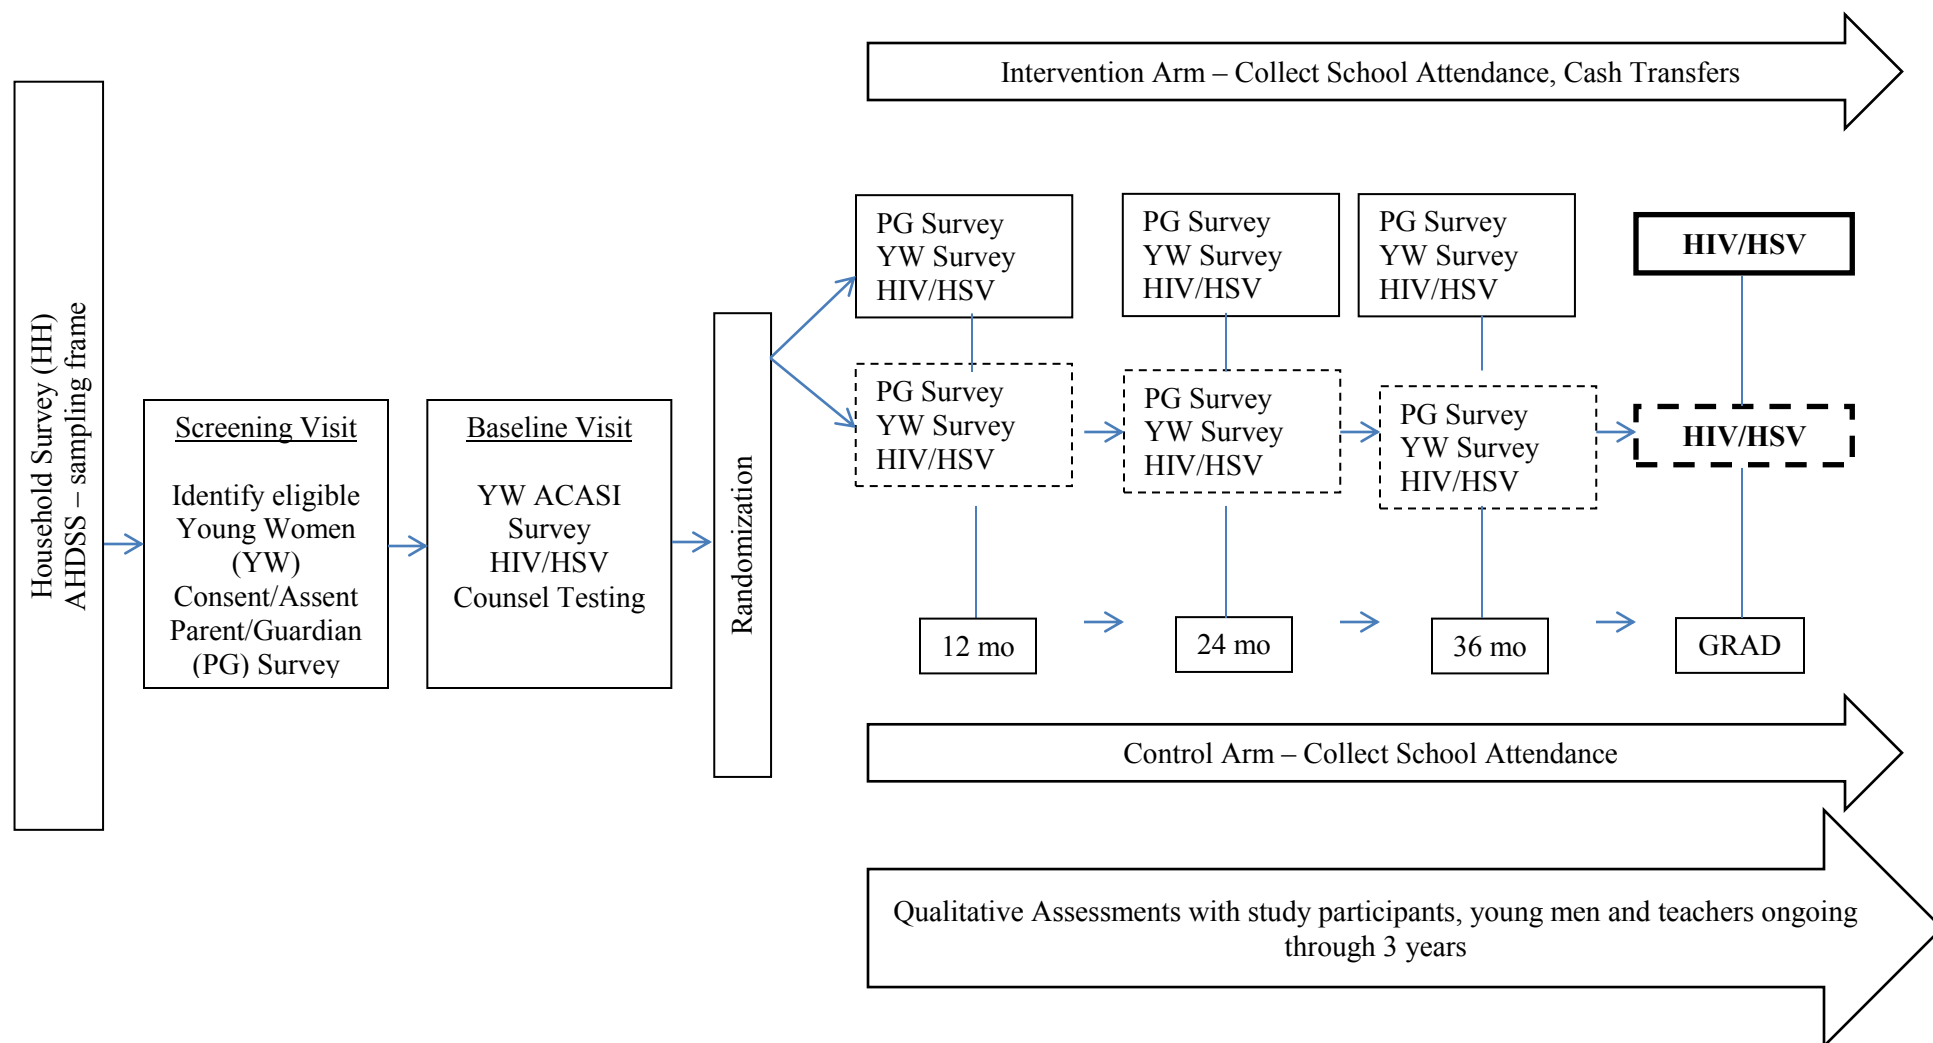 Household Survey (HH)
AHDSS – sampling frame
Screening Visit
Identify eligible
Young Women
(YW)
Consent/Assent
Parent/Guardian
(PG) Survey
Baseline Visit
YW ACASI
Survey
HIV/HSV
Counsel Testing
Randomization
Intervention Arm – Collect School Attendance, Cash Transfers
PG Survey
YW Survey
HIV/HSV
PG Survey
YW Survey
HIV/HSV
PG Survey
YW Survey
HIV/HSV
HIV/HSV
PG Survey
YW Survey
HIV/HSV
PG Survey
YW Survey
HIV/HSV
PG Survey
YW Survey
HIV/HSV
HIV/HSV
12 mo
24 mo
36 mo
GRAD
Control Arm – Collect School Attendance
Qualitative Assessments with study participants, young men and teachers ongoing
through 3 years